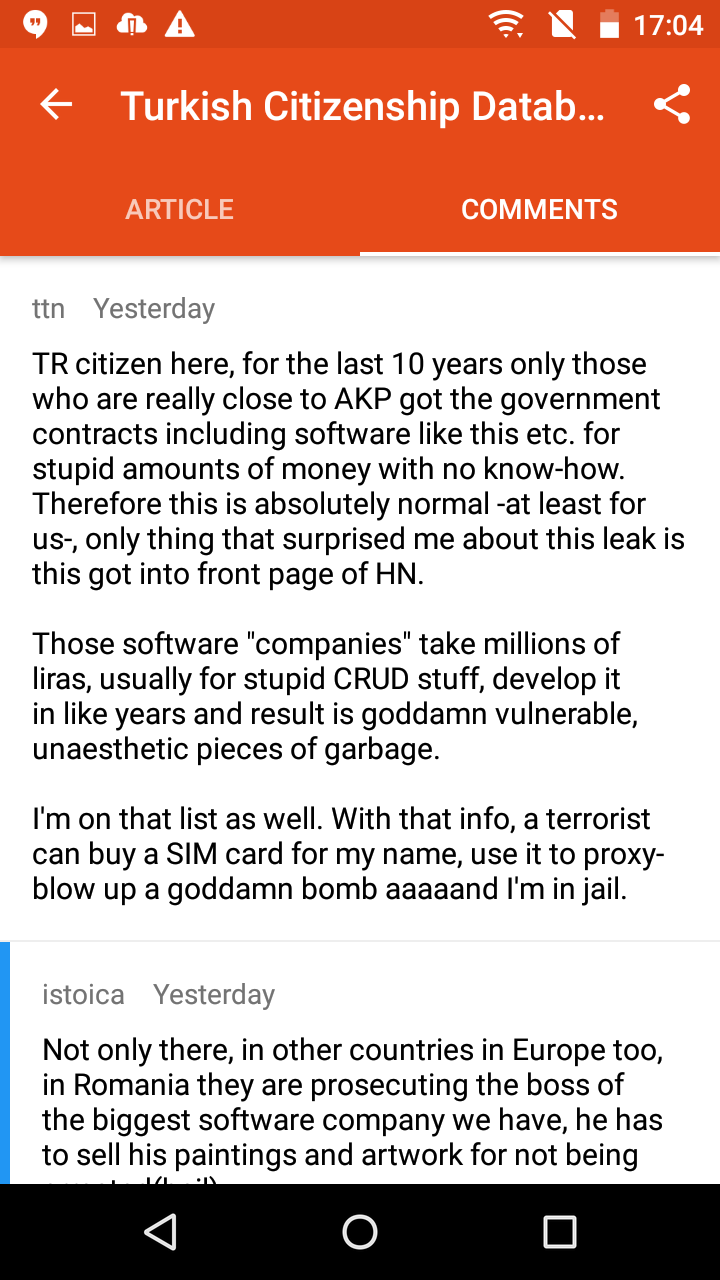 17:04
Turkish Citizenship Datab...
ARTICLE
COMMENTS
ttn Yesterday
TR citizen here, for the last 10 years only those
who are really close to AKP got the government
contracts including software like this etc. for
stupid amounts of money with no know-how.
Therefore this is absolutely normal -at least for
us-, only thing that surprised me about this leak is
this got into front page of HN.
Those software "companies" take millions of
liras, usually for stupid CRUD stuff, develop it
in like years and result is goddamn vulnerable,
unaesthetic pieces of garbage.
I'm on that list as well. With that info, a terrorist
can buy a SIM card for my name, use it to proxy-
blow up a goddamn bomb aaaaand I'm in jail.
istoica Yesterday
Not only there, in other countries in Europe too,
in Romania they are prosecuting the boss of
the biggest software company we have, he has
to sell his paintings and artwork for not being